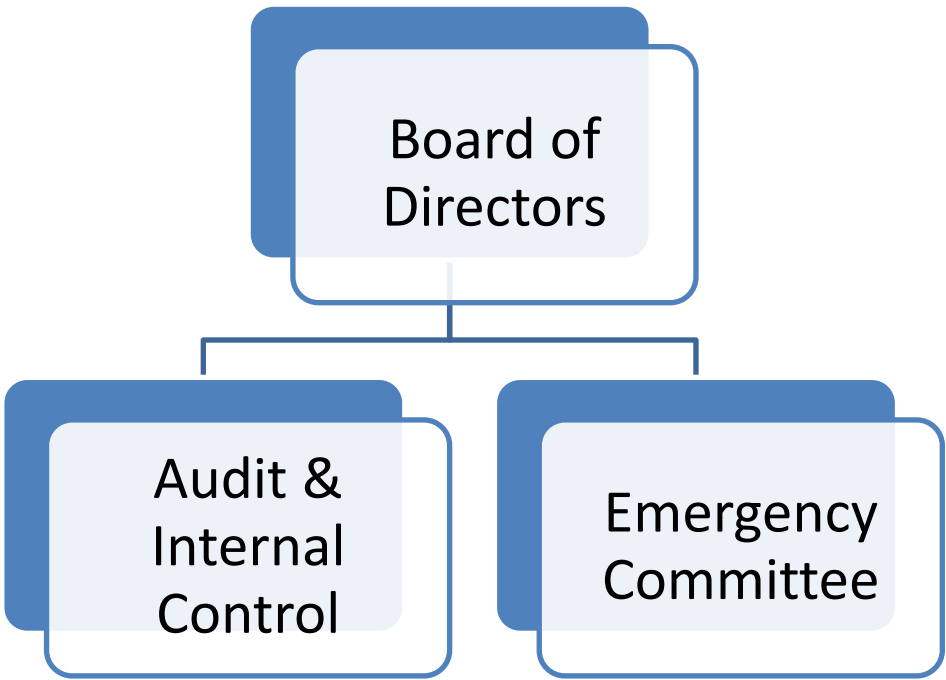 Board of
Directors
Audit &
Internal
Control
Emergency
Committee